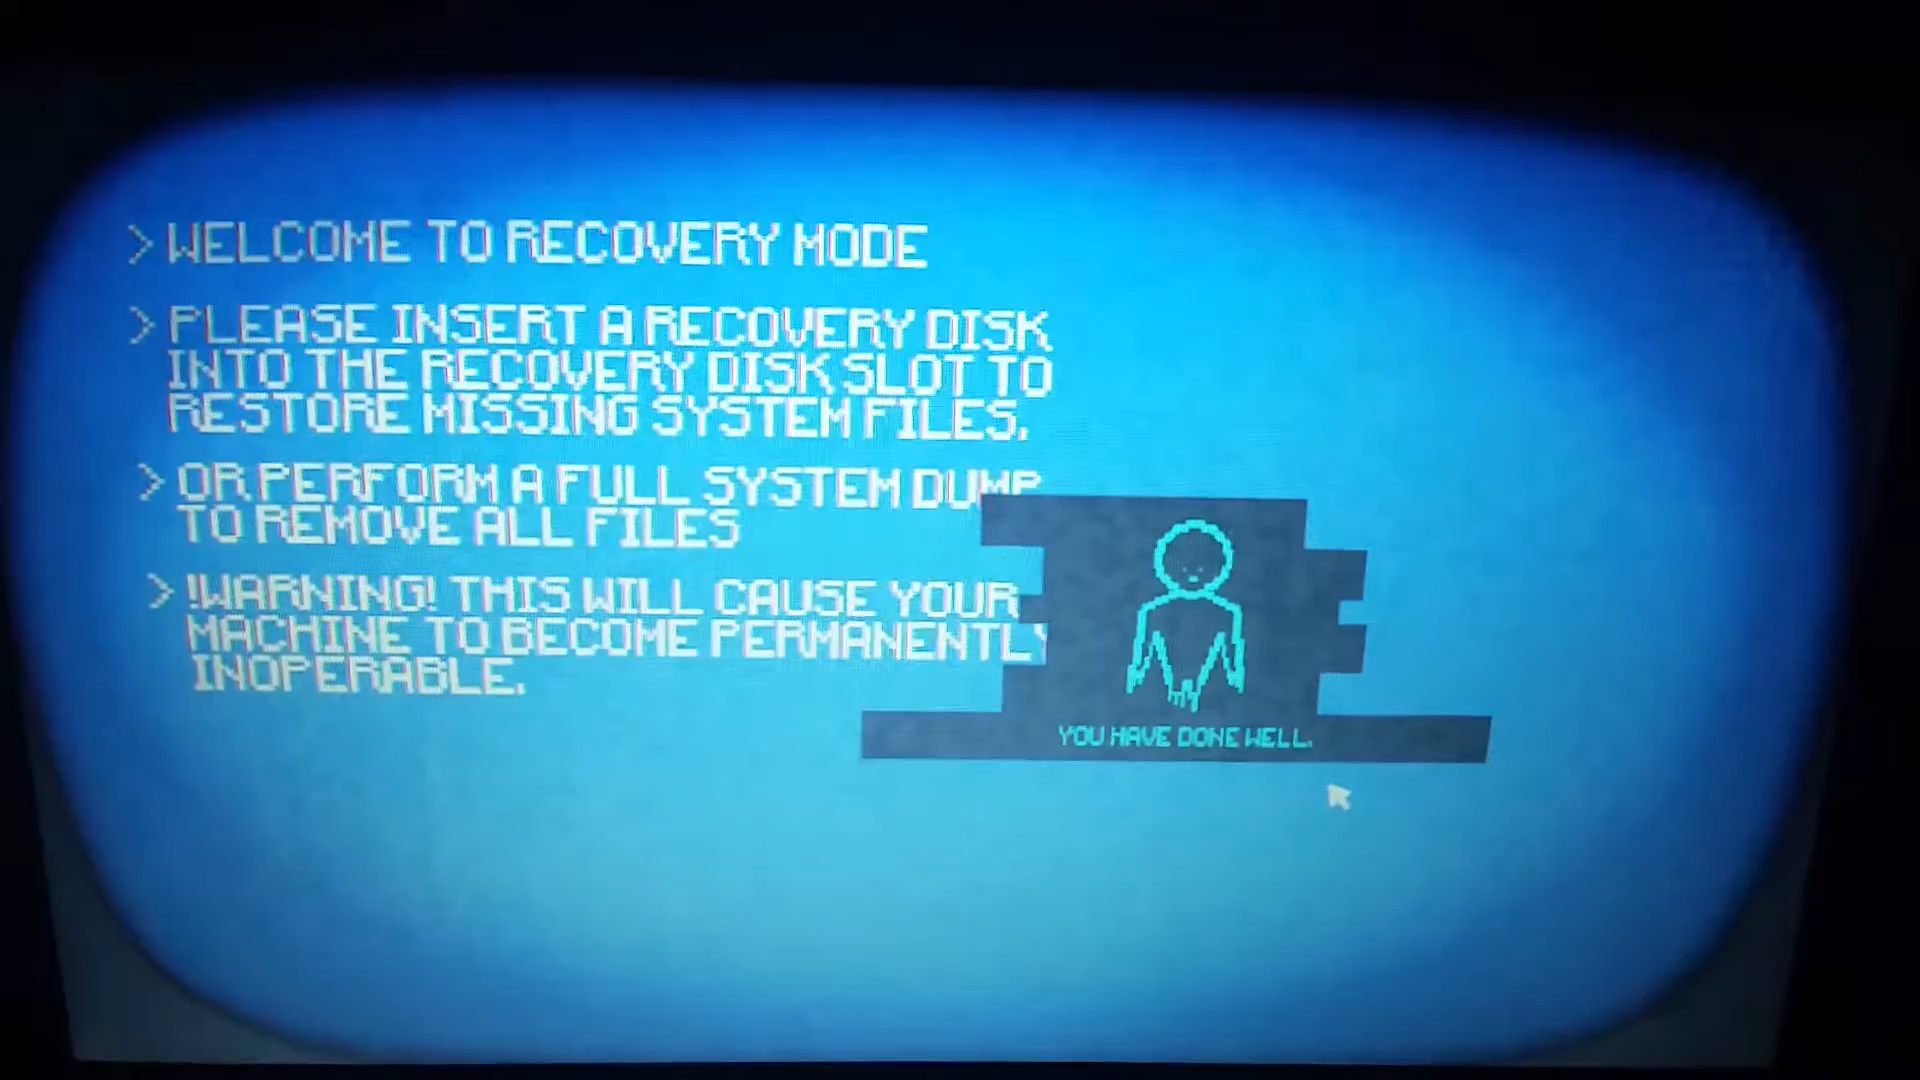 > WELCOME TO RECOVERY MODE
> PLEASE INSERT A RECOVERY DISK
INTO THE RECOVERY DISK SLOT TO
RESTORE MISSING SYSTEM FILES.
> OR PERFORM A FULL SYSTEM DUMP
TO REMOVE ALL FILES
> !WARNING! THIS WILL CAUSE YOUR
MACHINE TO BECOME PERMANENTLY
INOPERABLE.
YOU HAVE DONE WELL.